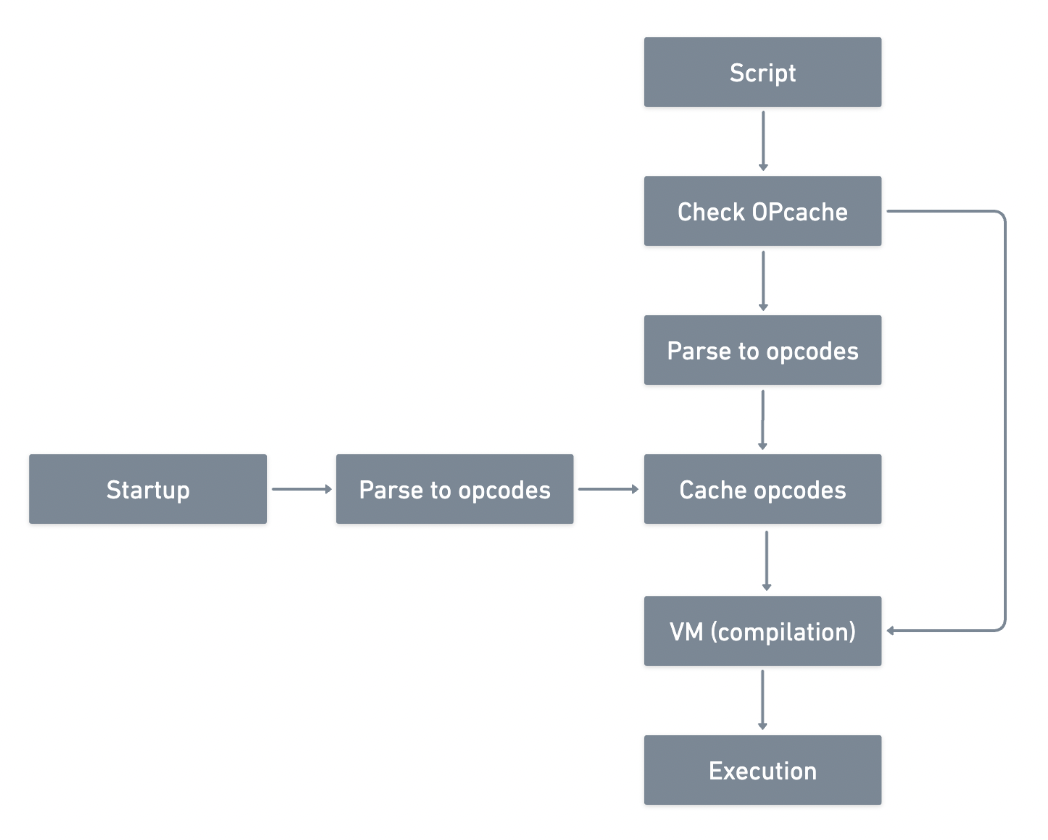 Script
Check OPcache
Parse to opcodes
Startup
Parse to opcodes
Cache opcodes
VM (compilation)
Execution